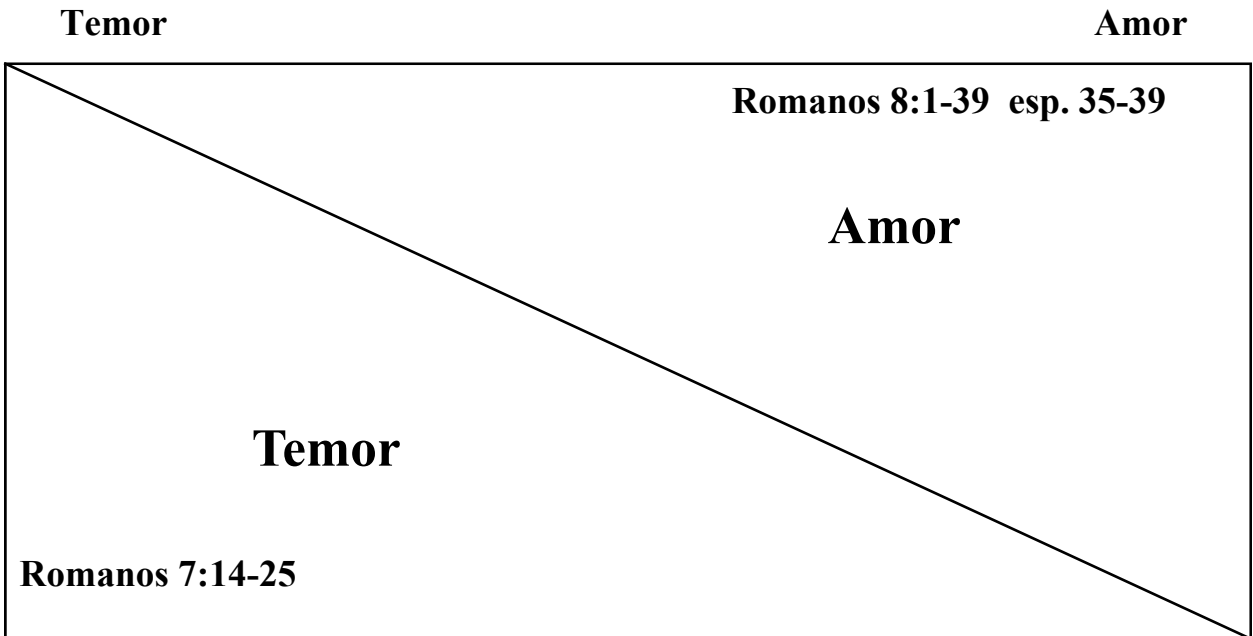 Temor Amor
Romanos 8:1-39 esp. 35-39
Amor
Temor
Romanos 7:14-25